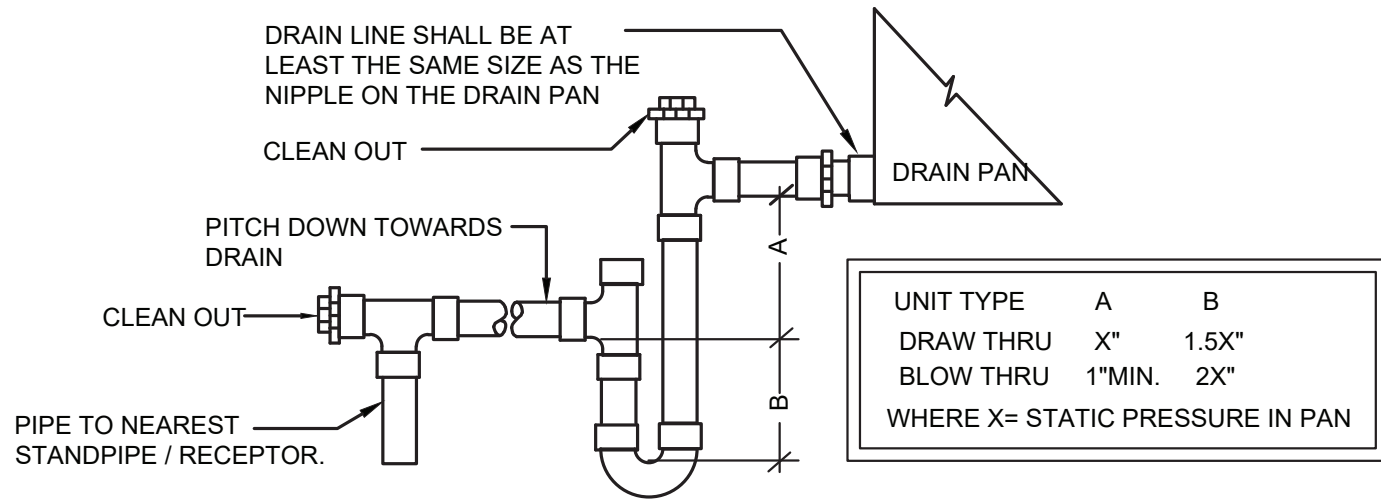 DRAIN LINE SHALL BE AT
LEAST THE SAME SIZE AS THE
NIPPLE ON THE DRAIN PAN
CLEAN OUT
DRAIN PAN
PITCH DOWN TOWARDS
DRAIN
A
CLEAN OUT
B
PIPE TO NEAREST
STANDPIPE / RECEPTOR.
UNIT TYPE A B
DRAW THRU X" 1.5X"
BLOW THRU 1"MIN. 2X"
WHERE X= STATIC PRESSURE IN PAN